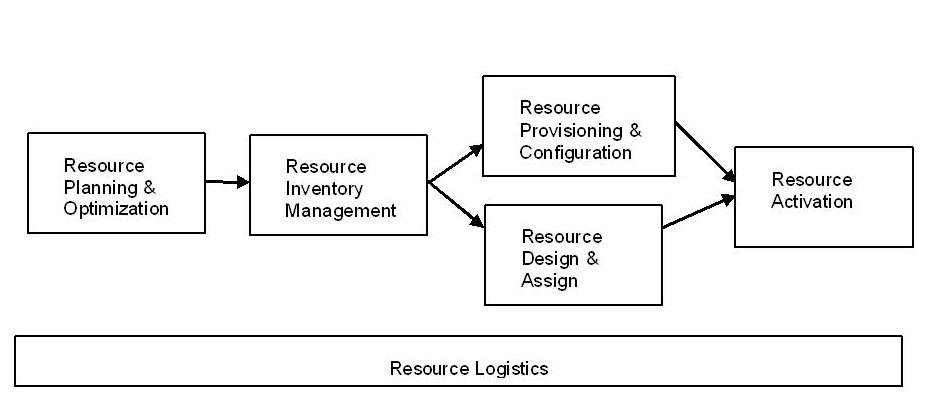 Resource
Planning &
Optimization
Resource
Inventory
Management
Resource
Provisioning &
Configuration
Resource
Design &
Assign
Resource
Activation
Resource Logistics